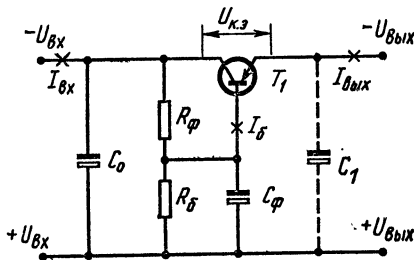 Uк.э
-Uвх
-Uвых
Iвх
T1
Iвых
Rф
Iб
C0
Rб
Cф
C1
+Uвх
+Uвых